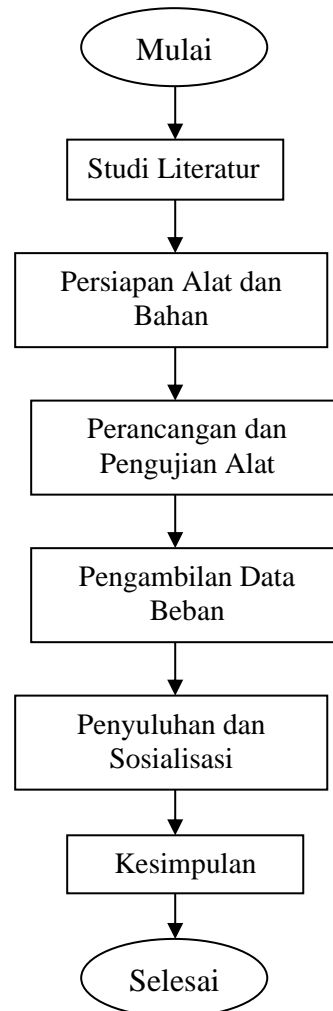 Mulai
Studi Literatur
Persiapan Alat dan
Bahan
Perancangan dan
Pengujian Alat
Pengambilan Data
Beban
Penyuluhan dan
Sosialisasi
Kesimpulan
Selesai